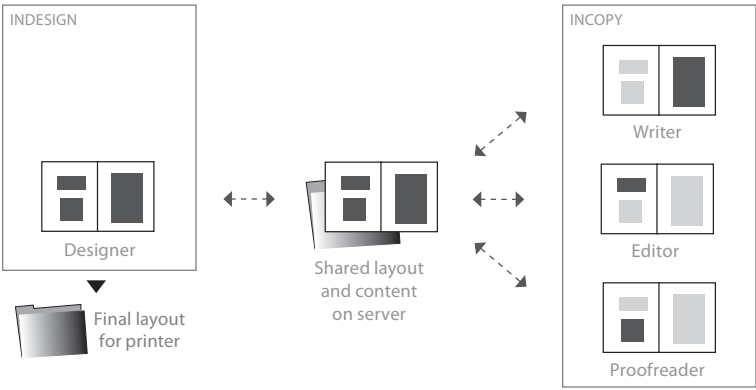 INDESIGN
Designer
Final layout
for printer
Shared layout
and content
on server
INCOPY
Writer
Editor
Proofreader